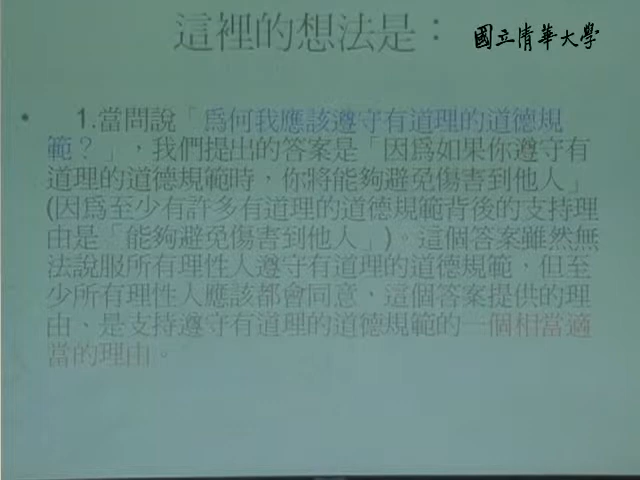 這裡的想法是：
國立清華大學
• 1.當問說「為何我應該遵守有道理的道德規
範？」，我們提出的答案是「因為如果你遵守有
道理的道德規範時，你將能夠避免傷害到他人」
(因為至少有許多有道理的道德規範背後的支持理
由是「能夠避免傷害到他人」)。這個答案雖然無
法說服所有理性人遵守有道理的道德規範，但至
少所有理性人應該都會同意，這個答案提供的理
由、是支持遵守有道理的道德規範的一個相當適
當的理由。